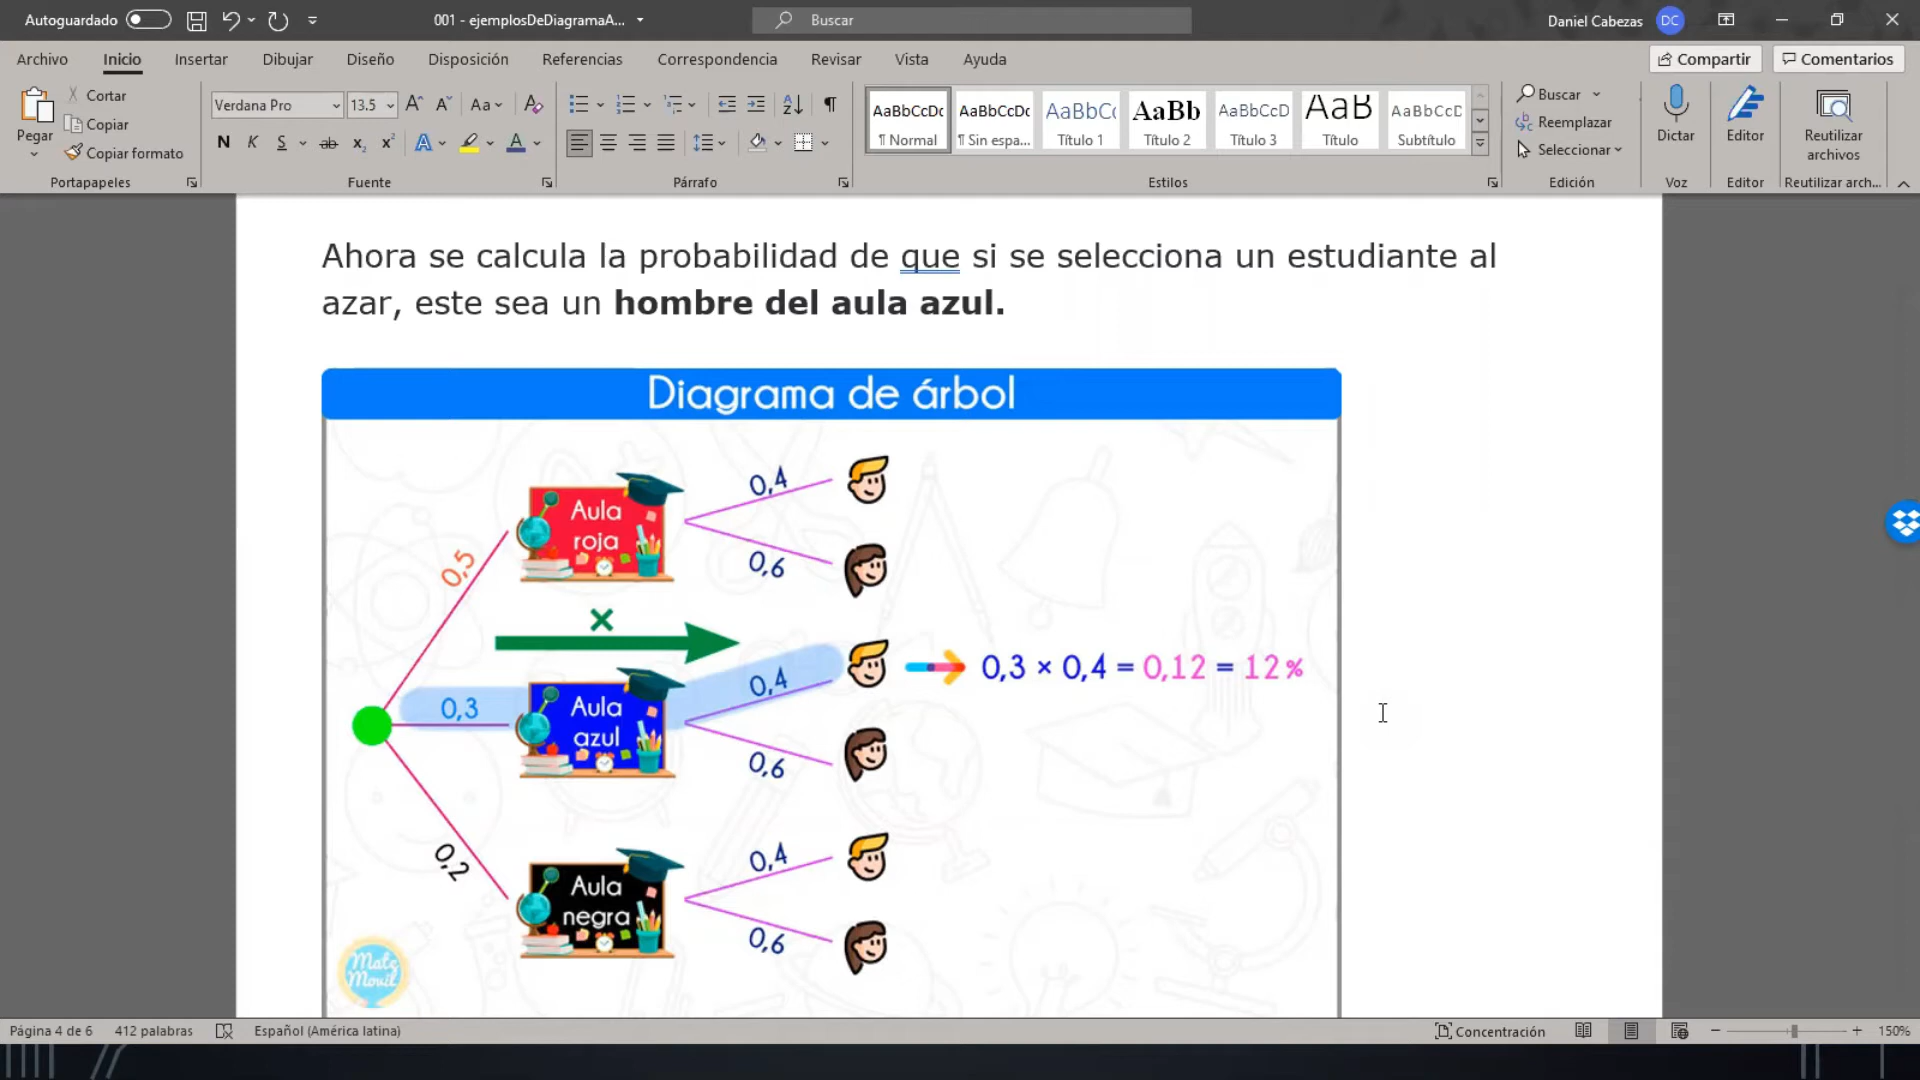 Autoguardado
001 - ejemplosDeDiagramaA...
Buscar
Daniel Cabezas
DC
Archivo Inicio Insertar Dibujar Diseño Disposición Referencias Correspondencia Revisar Vista Ayuda
Compartir
Comentarios
Pegar
Cortar
Copiar
Copiar formato
Portapapeles
Verdana Pro 13.5
N K S ab x₂ x²
Fuente
Párrafo
AaBbCcDc AaBbCcDc AaBbCc AaBb AaBbCcD AaB AaBbCcD
¶ Normal ¶ Sin espa... Título 1 Título 2 Título 3 Título Subtítulo
Estilos
Buscar
Reemplazar
Seleccionar
Edición
Dictar
Voz
Editor
Editor
Reutilizar
archivos
Reutilizar arch...
Ahora se calcula la probabilidad de que si se selecciona un estudiante al
azar, este sea un hombre del aula azul.
Diagrama de árbol
0,5
Aula
roja
0,4
0,6
×
0,3
Aula
azul
0,4
0,6
0,3 × 0,4 = 0,12 = 12 %
0,2
Aula
negra
0,4
0,6
Mate
Movil
Página 4 de 6 412 palabras Español (América latina)
Concentración
150%